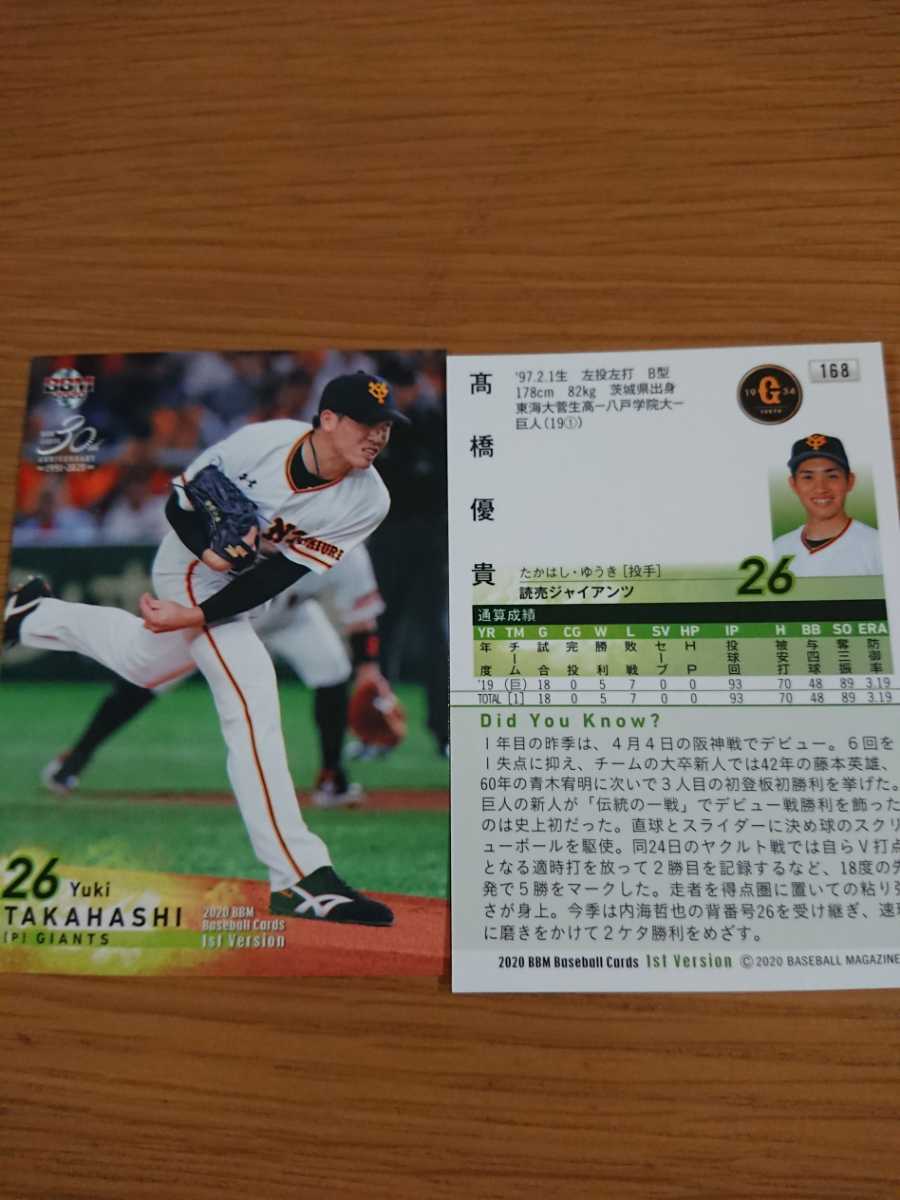 BBM
30th
ANNIVERSARY
1991-2020
26 Yuki
TAKAHASHI
[P] GIANTS
2020 BBM
Baseball Cards
1st Version
168
髙橋優貴
'97.2.1生 左投左打 B型
178cm 82kg 茨城県出身
東海大菅生高ー八戸学院大ー
巨人(19①)
19 G 34
TOKYO
たかはし・ゆうき [投手]
読売ジャイアンツ
26
通算成績
YR TM G CG W L SV HP IP H BB SO ERA
年度 チーム 試合 完投 勝利 敗戦 セーブ HP 投球回 被安打 与四球 奪三振 防御率
'19 (巨) 18 0 5 7 0 0 93 70 48 89 3.19
TOTAL [1] 18 0 5 7 0 0 93 70 48 89 3.19
Did You Know?
1年目の昨季は、4月4日の阪神戦でデビュー。6回を
1失点に抑え、チームの大卒新人では42年の藤本英雄、
60年の青木宥明に次いで3人目の初登板初勝利を挙げた。
巨人の新人が「伝統の一戦」でデビュー戦勝利を飾った
のは史上初だった。直球とスライダーに決め球のスクリ
ューボールを駆使。同24日のヤクルト戦では自らV打点
となる適時打を放って2勝目を記録するなど、18度の先
発で5勝をマークした。走者を得点圏に置いての粘り強
さが身上。今季は内海哲也の背番号26を受け継ぎ、速球
に磨きをかけて2ケタ勝利をめざす。
2020 BBM Baseball Cards 1st Version ©2020 BASEBALL MAGAZINE